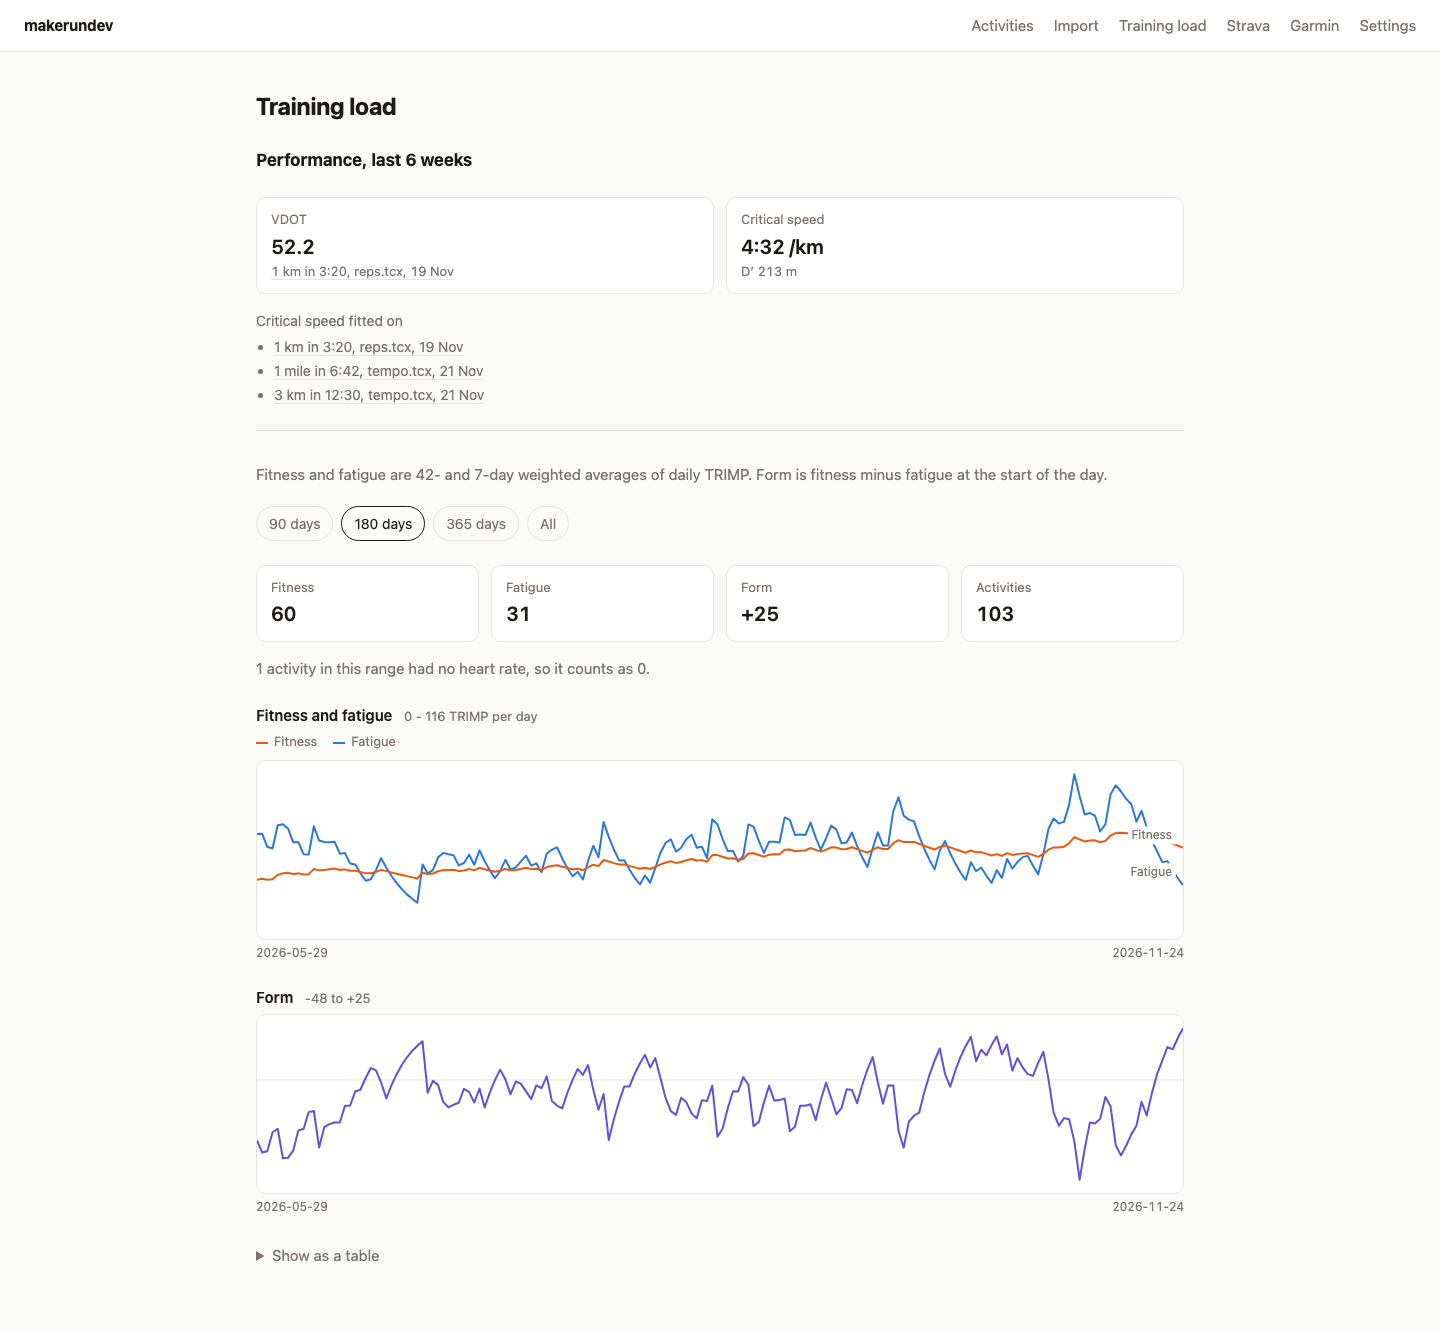 makerundev
Activities Import Training load Strava Garmin Settings
Training load
Performance, last 6 weeks
VDOT
52.2
1 km in 3:20, reps.tcx, 19 Nov
Critical speed
4:32 /km
D′ 213 m
Critical speed fitted on
• 1 km in 3:20, reps.tcx, 19 Nov
• 1 mile in 6:42, tempo.tcx, 21 Nov
• 3 km in 12:30, tempo.tcx, 21 Nov
Fitness and fatigue are 42- and 7-day weighted averages of daily TRIMP. Form is fitness minus fatigue at the start of the day.
90 days 180 days 365 days All
Fitness
60
Fatigue
31
Form
+25
Activities
103
1 activity in this range had no heart rate, so it counts as 0.
Fitness and fatigue 0 - 116 TRIMP per day
Fitness Fatigue
Fitness
Fatigue
2026-05-29 2026-11-24
Form -48 to +25
2026-05-29 2026-11-24
Show as a table